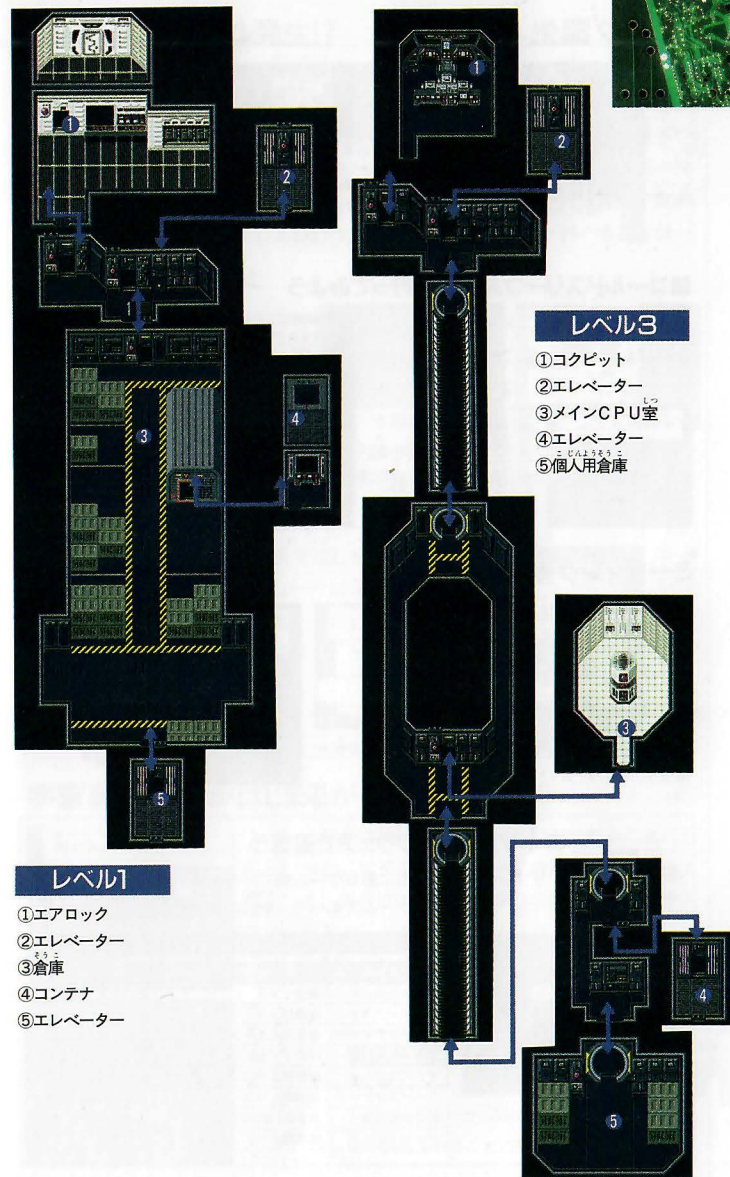 レベル1
①エアロック
②エレベーター
③倉庫
④コンテナ
⑤エレベーター
レベル3
①コクピット
②エレベーター
③メインCPU室
④エレベーター
⑤個人用倉庫